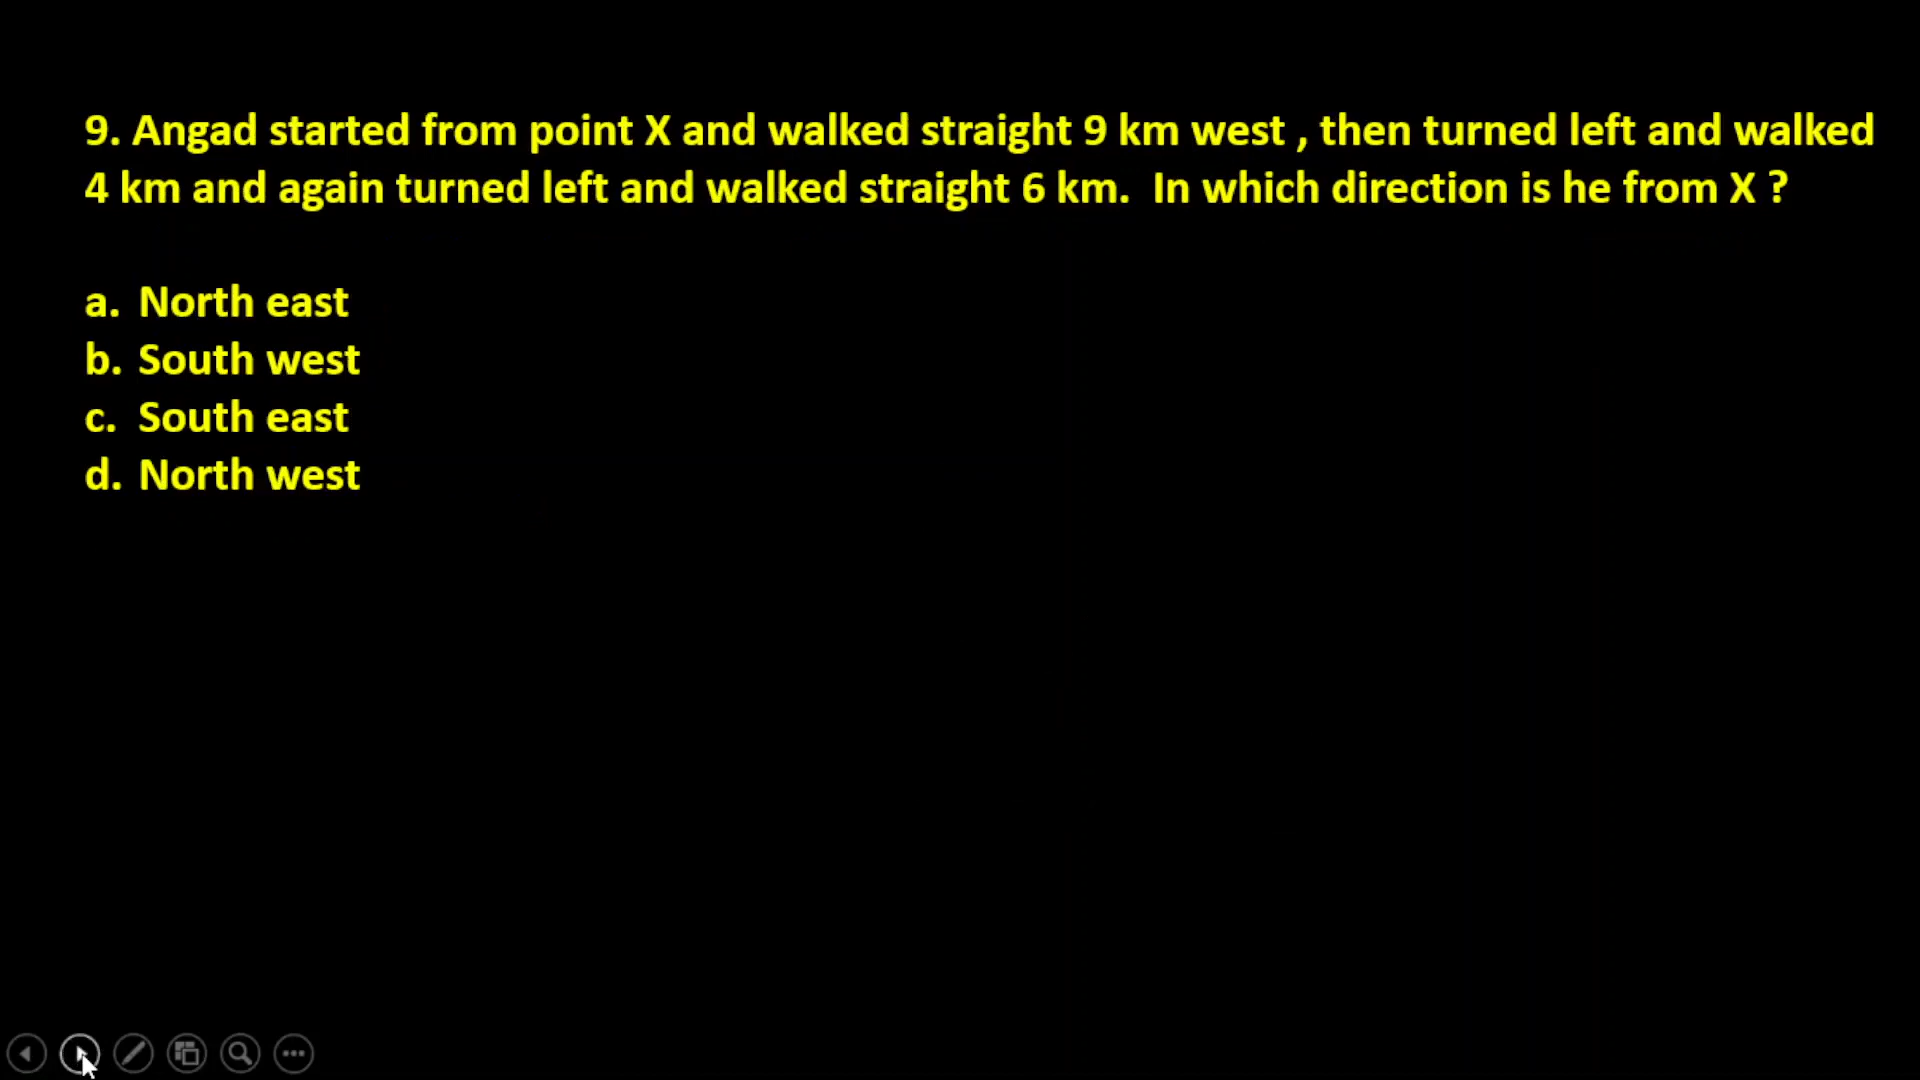 9. Angad started from point X and walked straight 9 km west , then turned left and walked
4 km and again turned left and walked straight 6 km.  In which direction is he from X ?
a. North east
b. South west
c. South east
d. North west